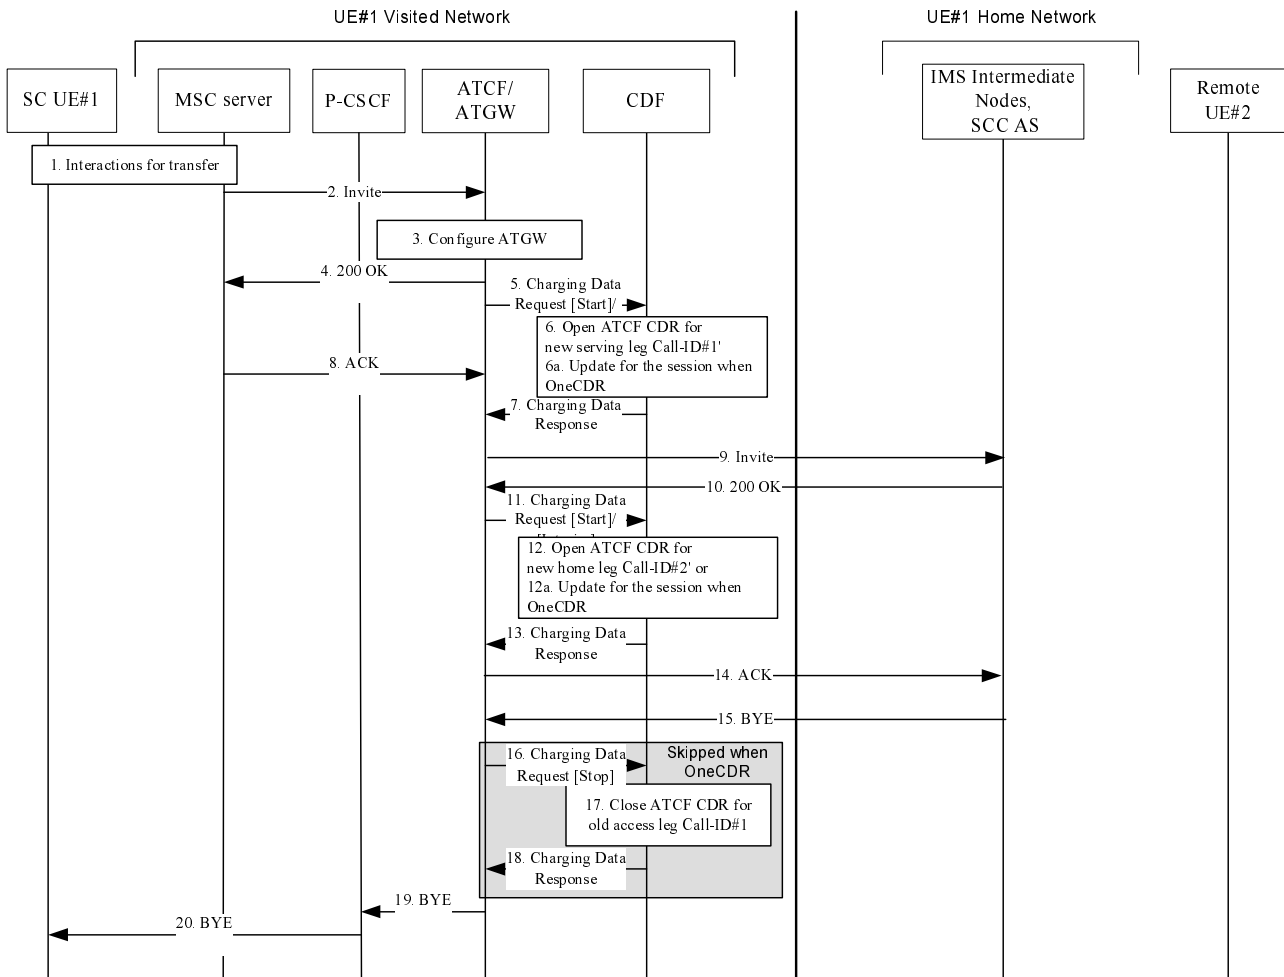 UE#1 Visited Network
UE#1 Home Network
SC UE#1
MSC server
P-CSCF
ATCF/
ATGW
CDF
IMS Intermediate
Nodes,
SCC AS
Remote
UE#2
1. Interactions for transfer
2. Invite
3. Configure ATGW
4. 200 OK
5. Charging Data
Request [Start]/
6. Open ATCF CDR for
new serving leg Call-ID#1'
6a. Update for the session when
OneCDR
8. ACK
7. Charging Data
Response
9. Invite
10. 200 OK
11. Charging Data
Request [Start]/
12. Open ATCF CDR for
new home leg Call-ID#2' or
12a. Update for the session when
OneCDR
13. Charging Data
Response
14. ACK
15. BYE
16. Charging Data
Request [Stop]
Skipped when
OneCDR
17. Close ATCF CDR for
old access leg Call-ID#1
18. Charging Data
Response
19. BYE
20. BYE